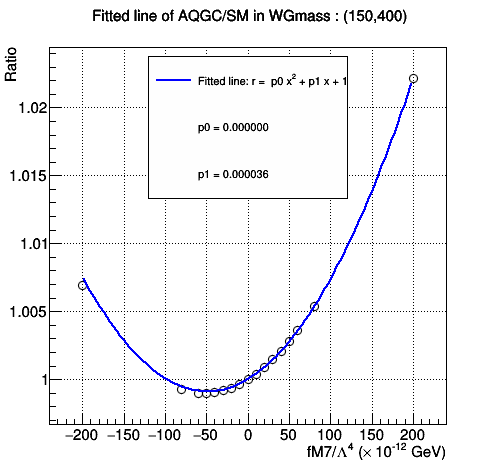 Fitted line of AQGC/SM in WGmass : (150,400)
Ratio
Fitted line: r = p0 x² + p1 x + 1
p0 = 0.000000
p1 = 0.000036
1.02
1.015
1.01
1.005
1
−200 −150 −100 −50 0 50 100 150 200
fM7/Λ⁴ (× 10⁻¹² GeV)